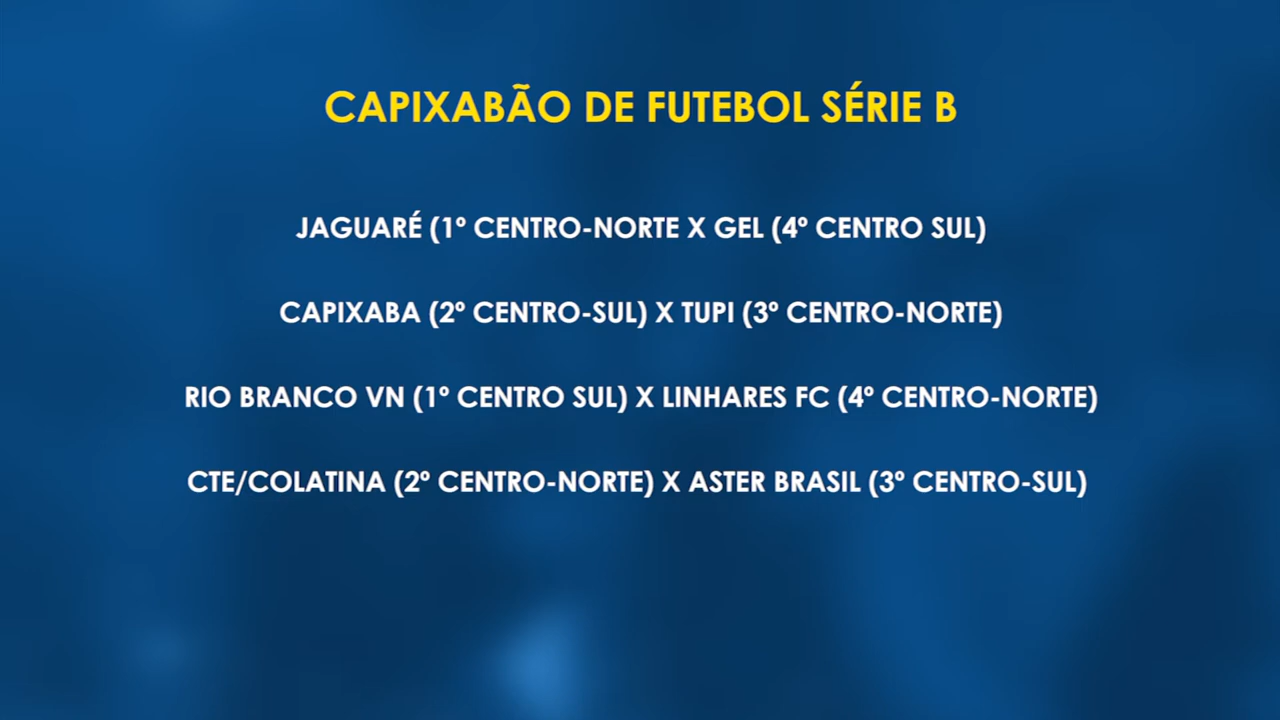 CAPIXABÃO DE FUTEBOL SÉRIE B
JAGUARÉ (1º CENTRO-NORTE X GEL (4º CENTRO SUL)
CAPIXABA (2º CENTRO-SUL) X TUPI (3º CENTRO-NORTE)
RIO BRANCO VN (1º CENTRO SUL) X LINHARES FC (4º CENTRO-NORTE)
CTE/COLATINA (2º CENTRO-NORTE) X ASTER BRASIL (3º CENTRO-SUL)